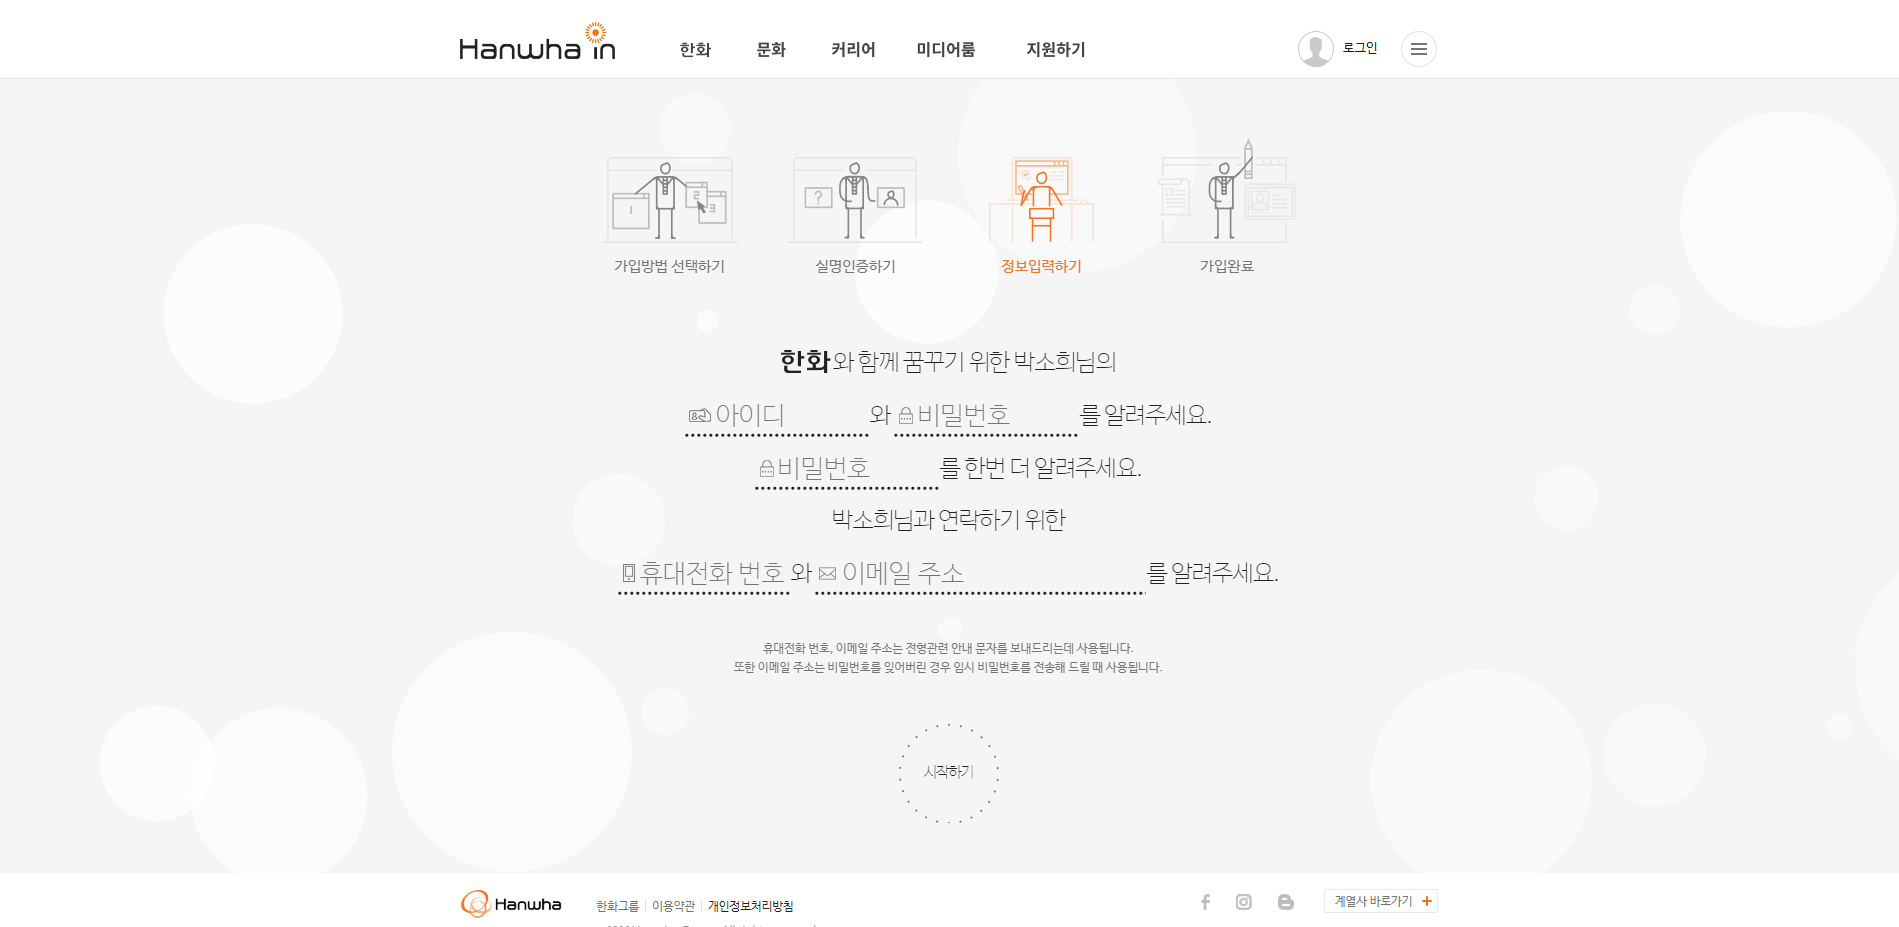 Hanwha in
한화 문화 커리어 미디어룸 지원하기
로그인
1 2 3
?
가입방법 선택하기
실명인증하기
정보입력하기
가입완료
한화와 함께 꿈꾸기 위한 박소희님의
아이디 와 비밀번호 를 알려주세요.
비밀번호 를 한번 더 알려주세요.
박소희님과 연락하기 위한
휴대전화 번호 와 이메일 주소 를 알려주세요.
휴대전화 번호, 이메일 주소는 전형관련 안내 문자를 보내드리는데 사용됩니다.
또한 이메일 주소는 비밀번호를 잊어버린 경우 임시 비밀번호를 전송해 드릴 때 사용됩니다.
시작하기
Hanwha
한화그룹 이용약관 개인정보처리방침
계열사 바로가기 +